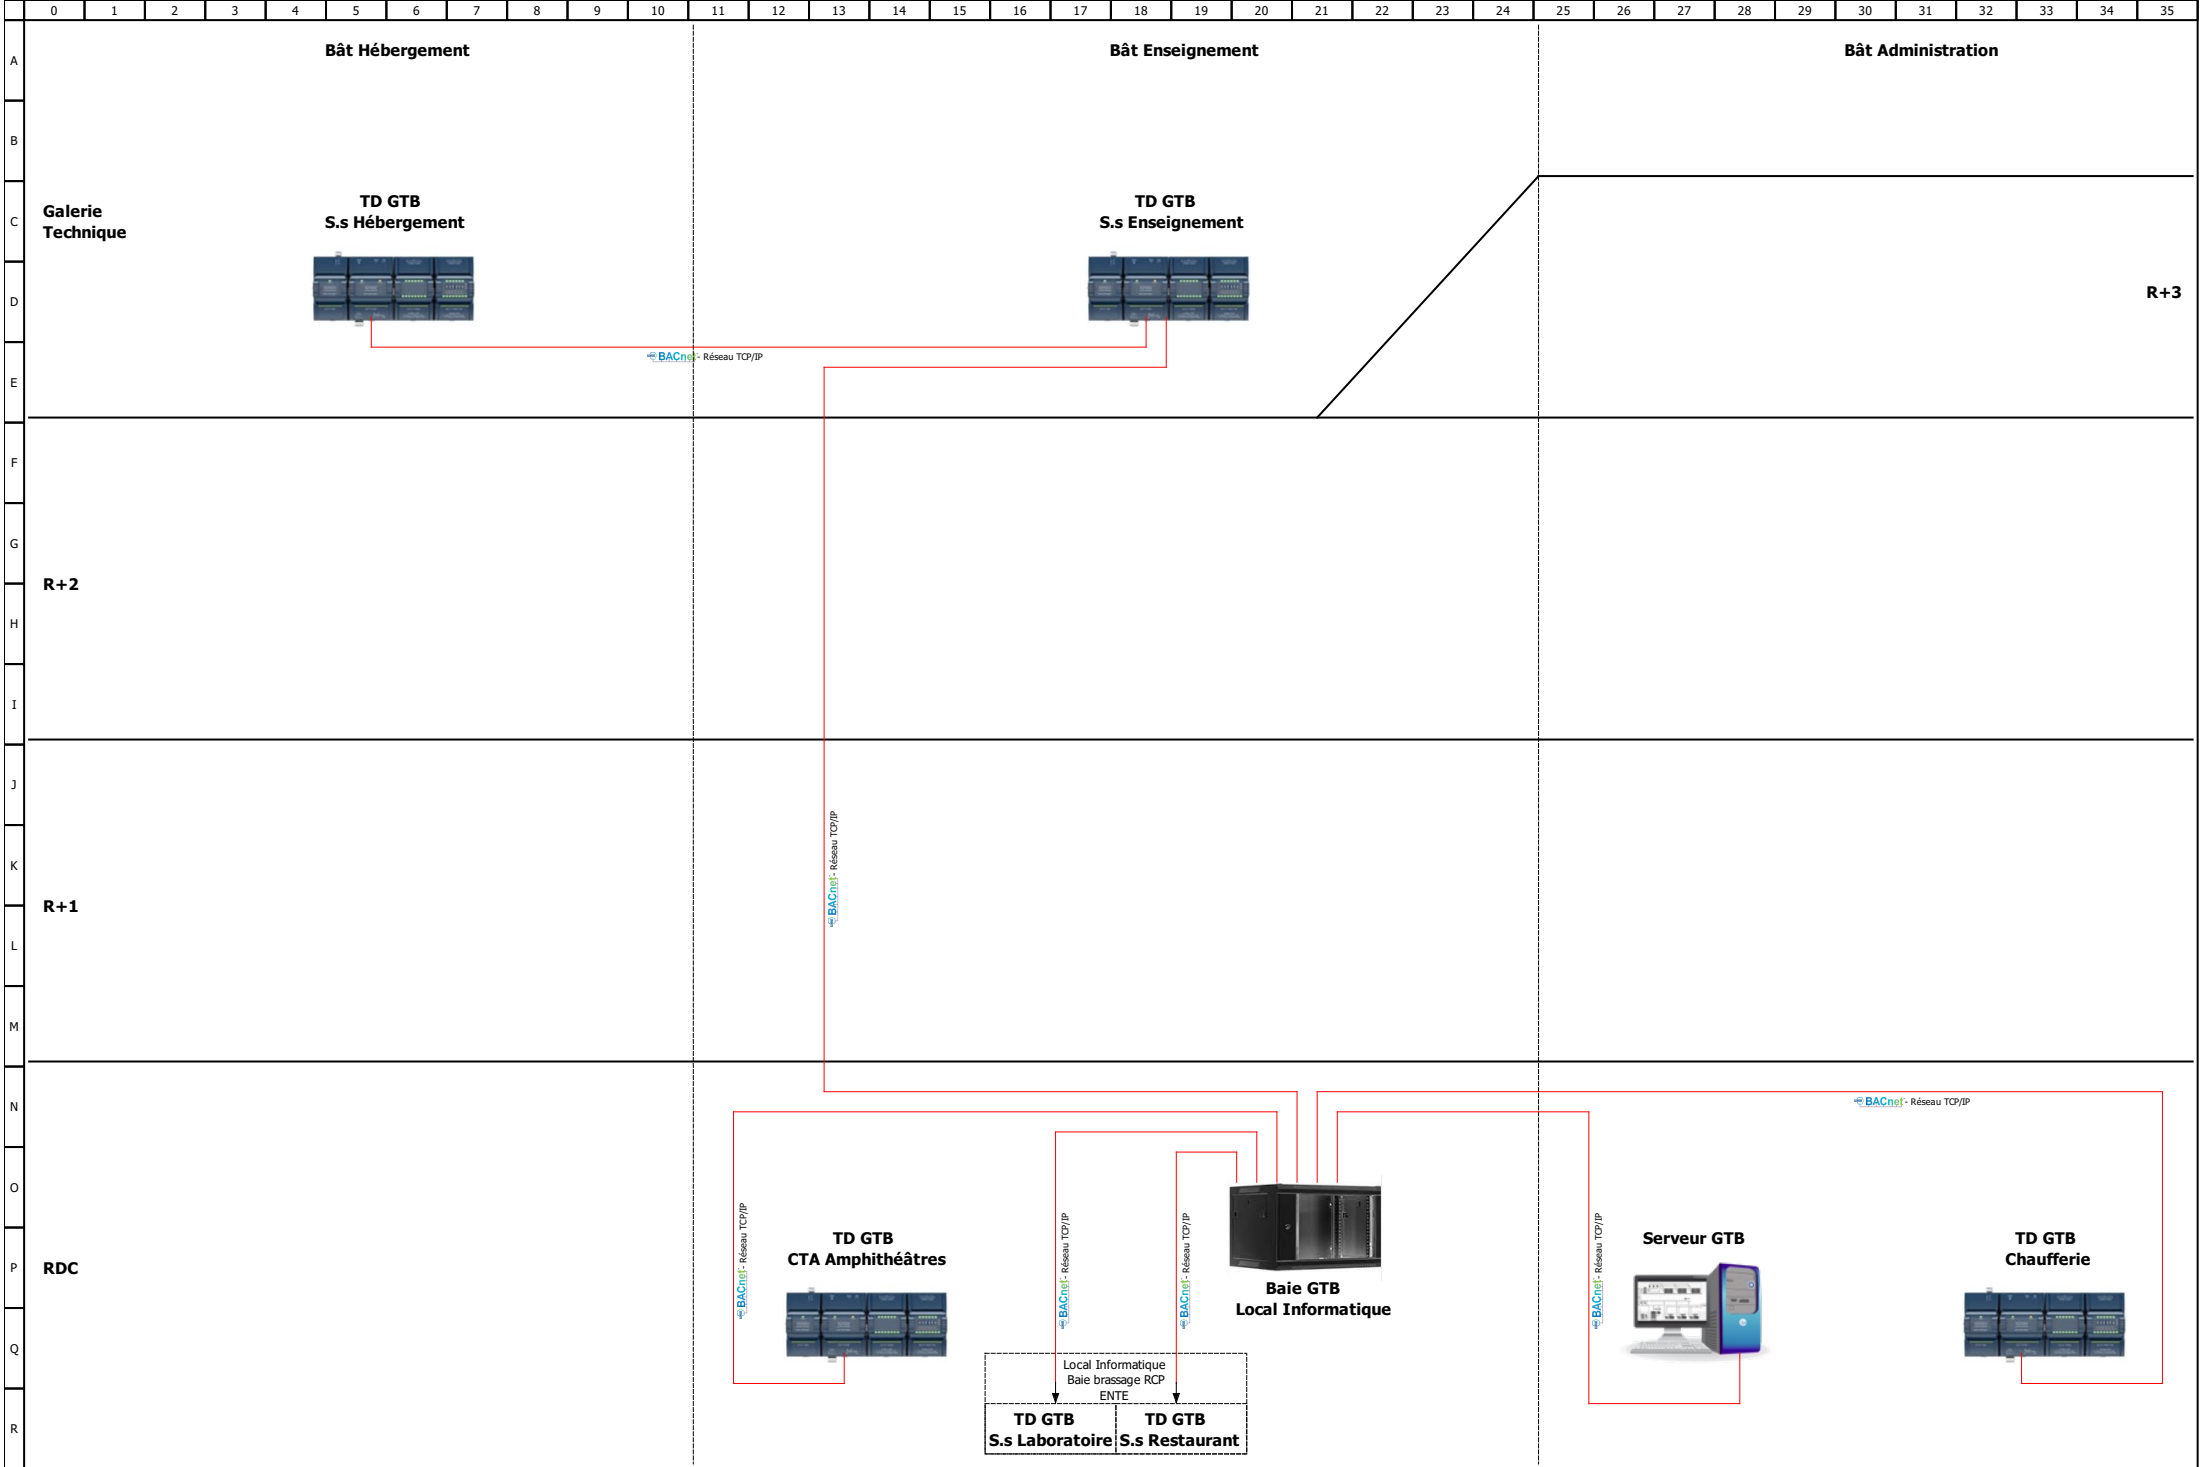 0 1 2 3 4 5 6 7 8 9 10 11 12 13 14 15 16 17 18 19 20 21 22 23 24 25 26 27 28 29 30 31 32 33 34 35
A
Bât Hébergement
Bât Enseignement
Bât Administration
B
C
Galerie
Technique
TD GTB
S.s Hébergement
TD GTB
S.s Enseignement
D
R+3
BACnet - Réseau TCP/IP
E
F
G
R+2
H
I
J
K
BACnet - Réseau TCP/IP
R+1
L
M
N
BACnet - Réseau TCP/IP
O
P
RDC
BACnet - Réseau TCP/IP
TD GTB
CTA Amphithéâtres
BACnet - Réseau TCP/IP
BACnet - Réseau TCP/IP
Baie GTB
Local Informatique
BACnet - Réseau TCP/IP
Serveur GTB
TD GTB
Chaufferie
Q
Local Informatique
Baie brassage RCP
ENTE
R
TD GTB
S.s Laboratoire
TD GTB
S.s Restaurant